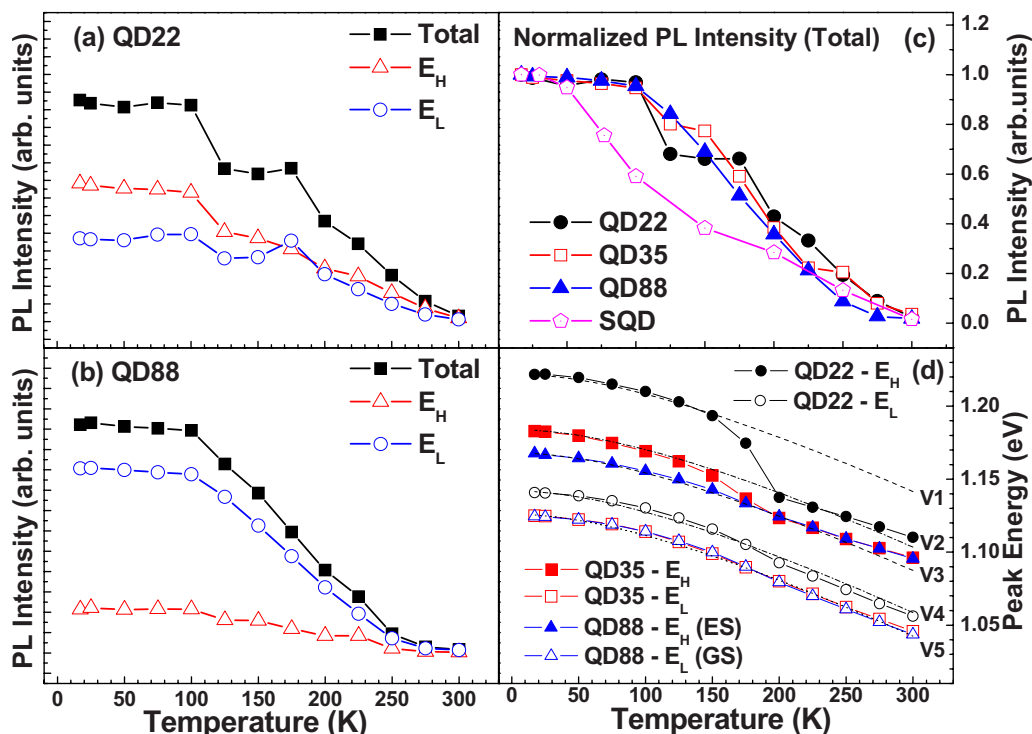 (a) QD22
Total
E_H
E_L
PL Intensity (arb. units)
(b) QD88
Total
E_H
E_L
PL Intensity (arb. units)
0 50 100 150 200 250 300
Temperature (K)
Normalized PL Intensity (Total) (c)
QD22
QD35
QD88
SQD
1.2
1.0
0.8
0.6
0.4
0.2
0.0
PL Intensity (arb.units)
(d)
QD22 - E_H
QD22 - E_L
V1
V2
V3
V4
V5
QD35 - E_H
QD35 - E_L
QD88 - E_H (ES)
QD88 - E_L (GS)
1.20
1.15
1.10
1.05
Peak Energy (eV)
0 50 100 150 200 250 300
Temperature (K)